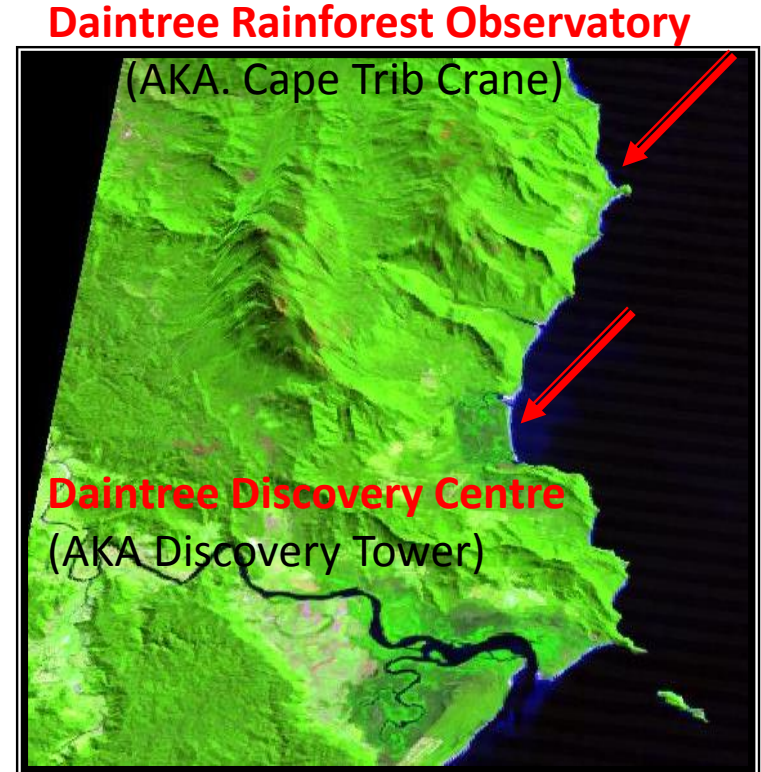 Daintree Rainforest Observatory
(AKA. Cape Trib Crane)
Daintree Discovery Centre
(AKA Discovery Tower)